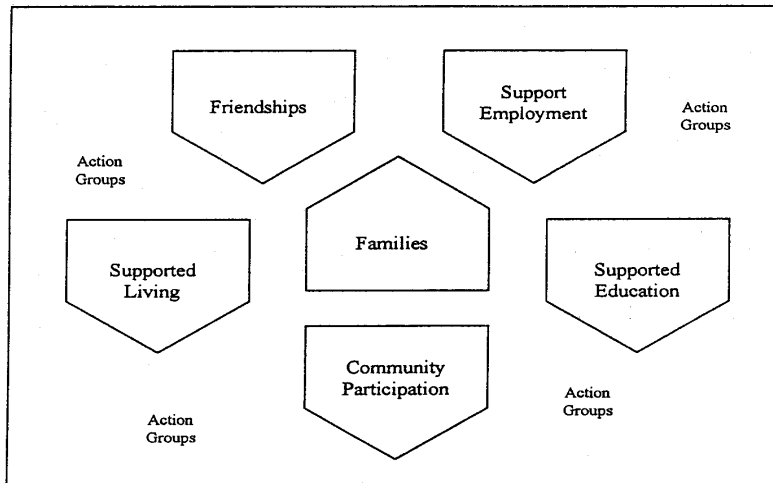 Friendships
Support
Employment
Action
Groups
Action
Groups
Families
Supported
Living
Supported
Education
Community
Participation
Action
Groups
Action
Groups